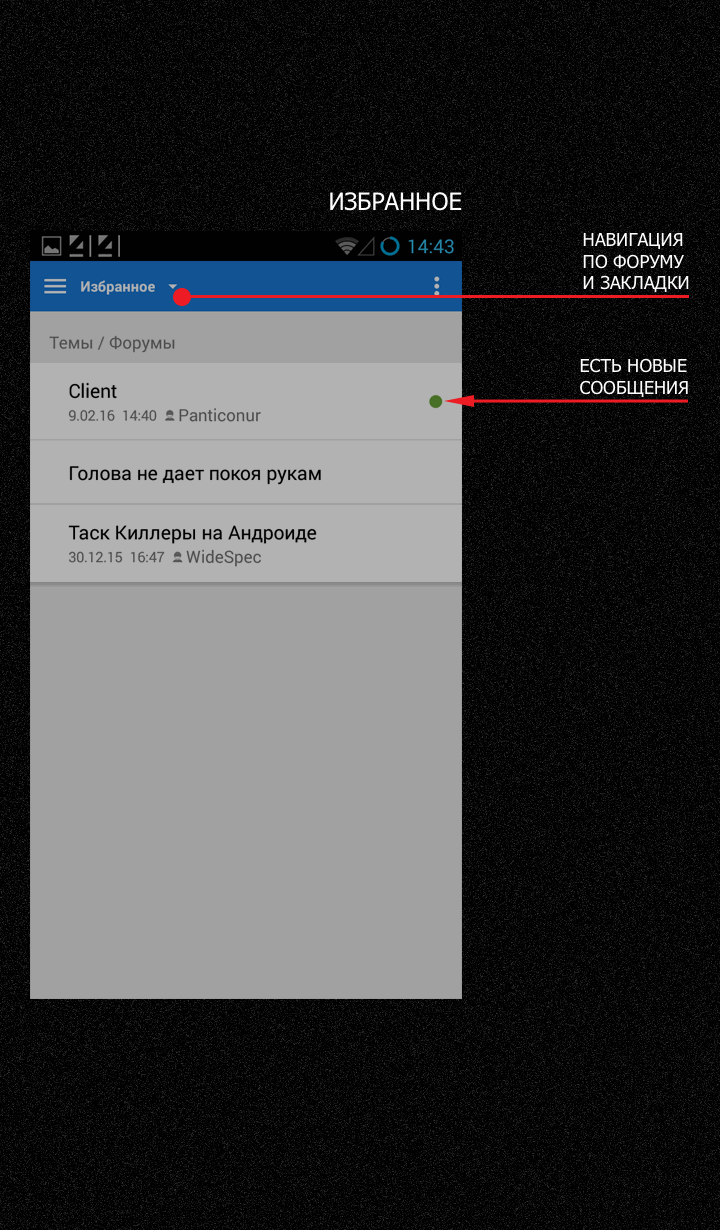 ИЗБРАННОЕ
14:43
Избранное
НАВИГАЦИЯ
ПО ФОРУМУ
И ЗАКЛАДКИ
Темы / Форумы
Client
9.02.16 14:40 Panticonur
ЕСТЬ НОВЫЕ
СООБЩЕНИЯ
Голова не дает покоя рукам
Таск Киллеры на Андроиде
30.12.15 16:47 WideSpec